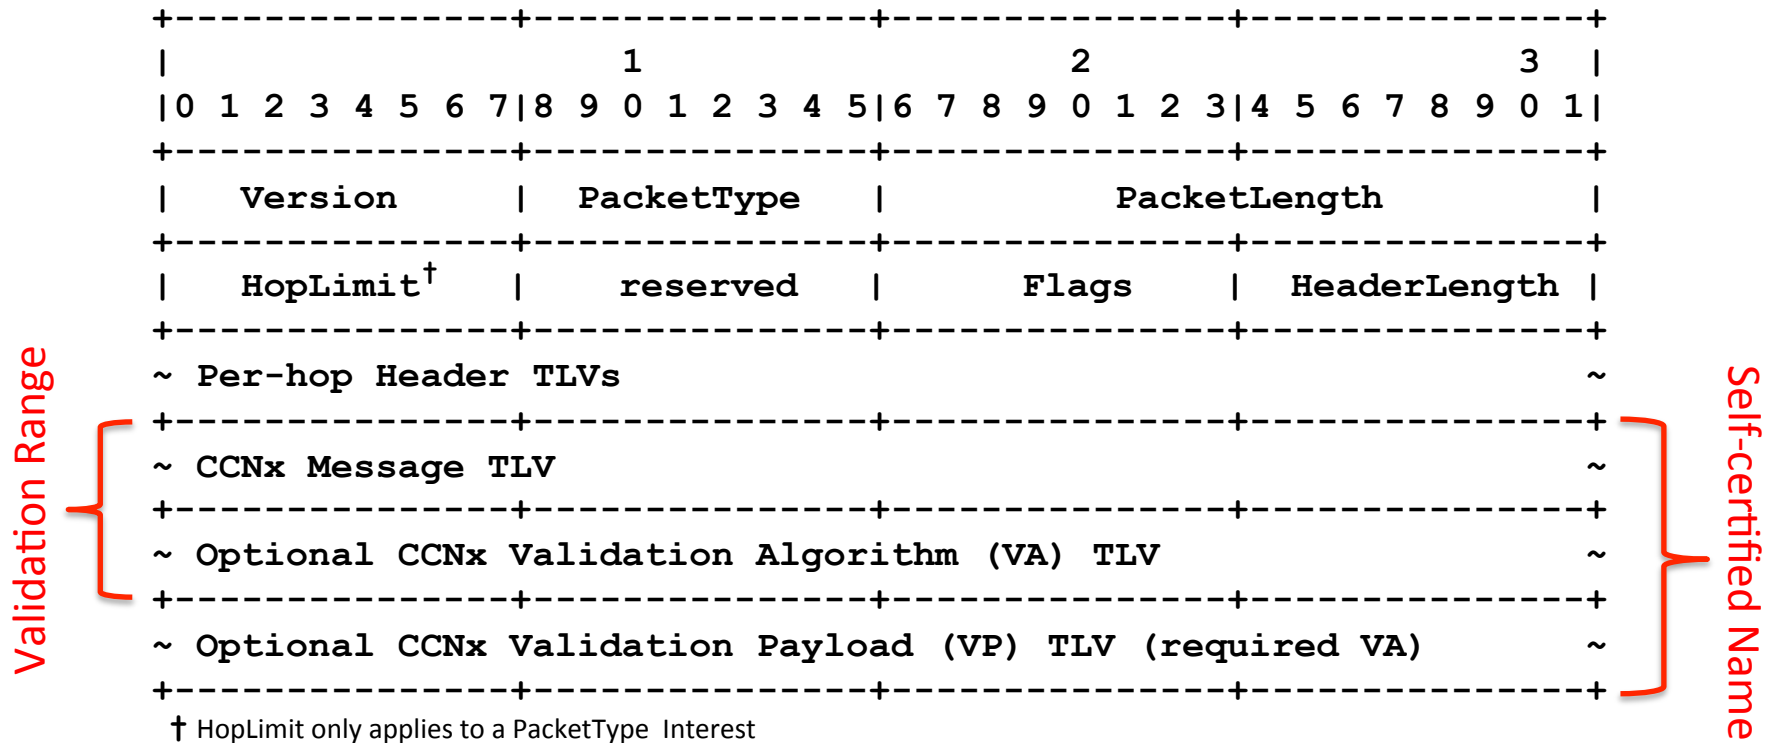 +---------------+---------------+---------------+---------------+
| 1 2 3 |
|0 1 2 3 4 5 6 7|8 9 0 1 2 3 4 5|6 7 8 9 0 1 2 3|4 5 6 7 8 9 0 1|
+---------------+---------------+---------------+---------------+
| Version | PacketType | PacketLength |
+---------------+---------------+---------------+---------------+
| HopLimit† | reserved | Flags | HeaderLength |
+---------------+---------------+---------------+---------------+
~ Per-hop Header TLVs ~
+---------------+---------------+---------------+---------------+
~ CCNx Message TLV ~
+---------------+---------------+---------------+---------------+
~ Optional CCNx Validation Algorithm (VA) TLV ~
+---------------+---------------+---------------+---------------+
~ Optional CCNx Validation Payload (VP) TLV (required VA) ~
+---------------+---------------+---------------+---------------+
† HopLimit only applies to a PacketType Interest
Validation Range
Self-certified Name